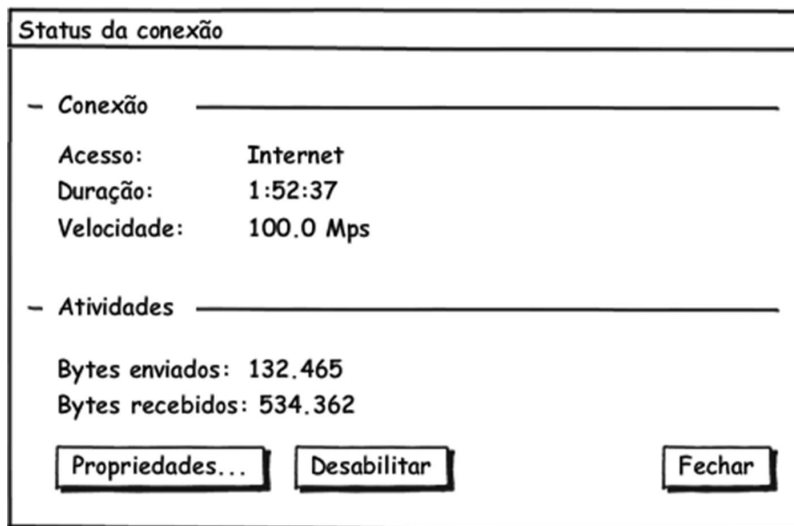 Status da conexão
Conexão
Acesso: Internet
Duração: 1:52:37
Velocidade: 100.0 Mps
Atividades
Bytes enviados: 132.465
Bytes recebidos: 534.362
Propriedades... Desabilitar Fechar